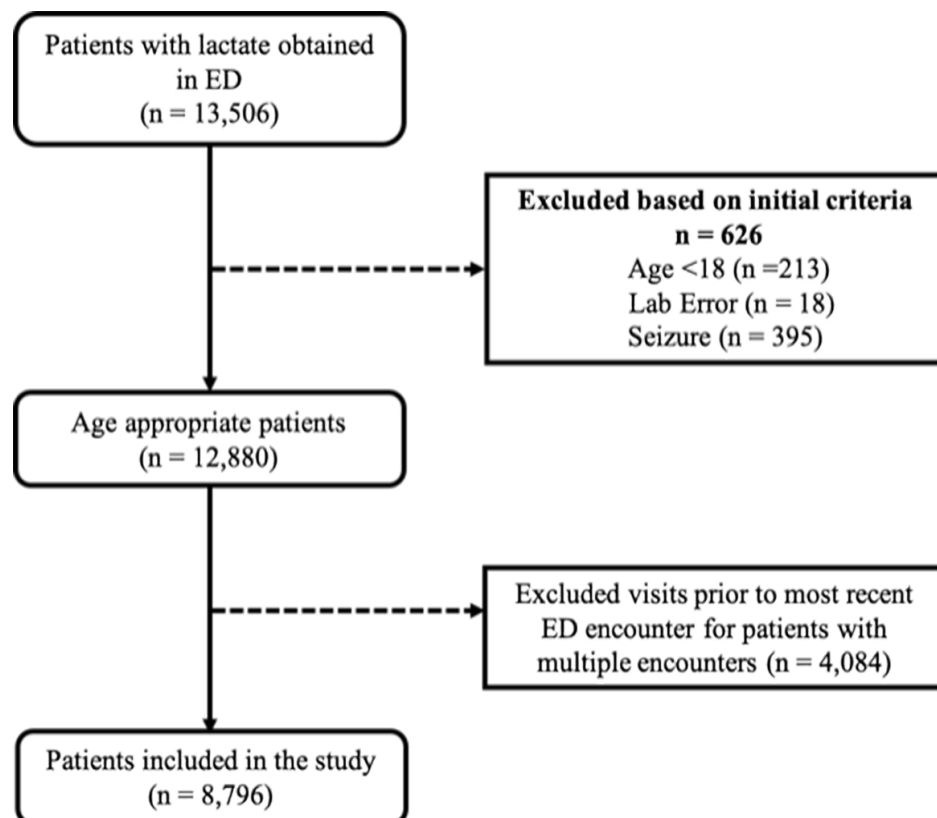 Patients with lactate obtained
in ED
(n = 13,506)
Excluded based on initial criteria
n = 626
Age <18 (n =213)
Lab Error (n = 18)
Seizure (n = 395)
Age appropriate patients
(n = 12,880)
Excluded visits prior to most recent
ED encounter for patients with
multiple encounters (n = 4,084)
Patients included in the study
(n = 8,796)